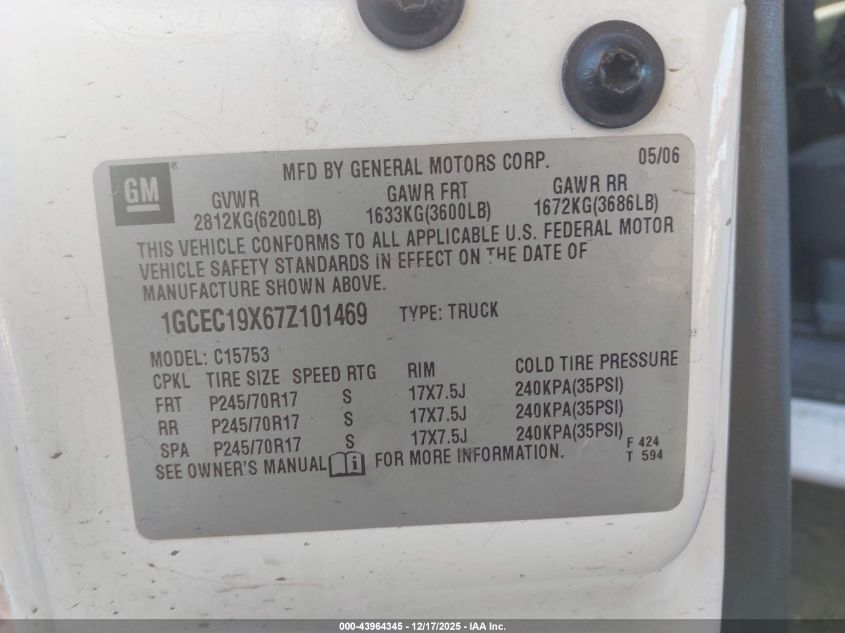 MFD BY GENERAL MOTORS CORP. 05/06
GM ®
GVWR GAWR FRT GAWR RR
2812KG(6200LB) 1633KG(3600LB) 1672KG(3686LB)
THIS VEHICLE CONFORMS TO ALL APPLICABLE U.S. FEDERAL MOTOR
VEHICLE SAFETY STANDARDS IN EFFECT ON THE DATE OF
MANUFACTURE SHOWN ABOVE.
1GCEC19X67Z101469 TYPE: TRUCK
MODEL: C15753
CPKL TIRE SIZE SPEED RTG RIM COLD TIRE PRESSURE
FRT P245/70R17 S 17X7.5J 240KPA(35PSI)
RR P245/70R17 S 17X7.5J 240KPA(35PSI)
SPA P245/70R17 S 17X7.5J 240KPA(35PSI)
SEE OWNER'S MANUAL i FOR MORE INFORMATION.
F 424
T 594
000-43964345 - 12/17/2025 - IAA Inc.